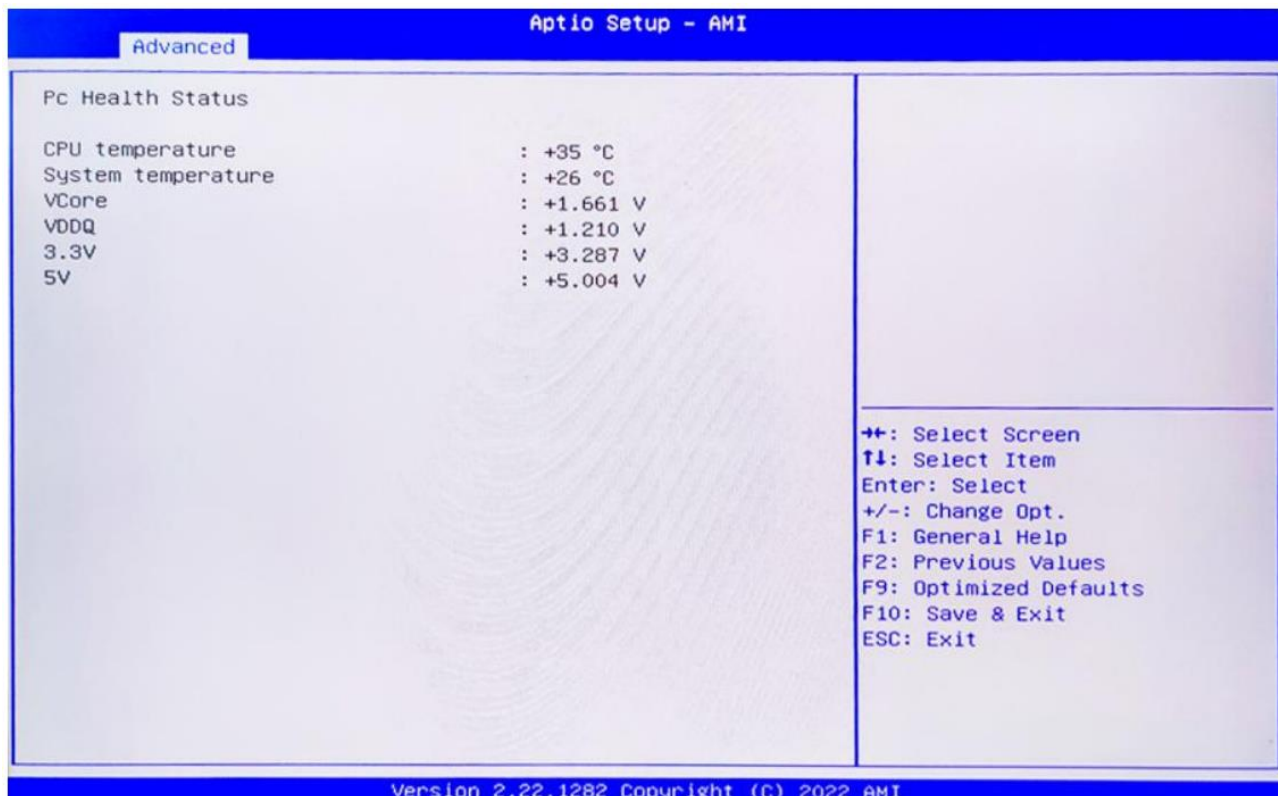 Aptio Setup - AMI
Advanced
Pc Health Status
CPU temperature : +35 °C
System temperature : +26 °C
VCore : +1.661 V
VDDQ : +1.210 V
3.3V : +3.287 V
5V : +5.004 V
→←: Select Screen
↑↓: Select Item
Enter: Select
+/-: Change Opt.
F1: General Help
F2: Previous Values
F9: Optimized Defaults
F10: Save & Exit
ESC: Exit
Version 2.22.1282 Copyright (C) 2022 AMI